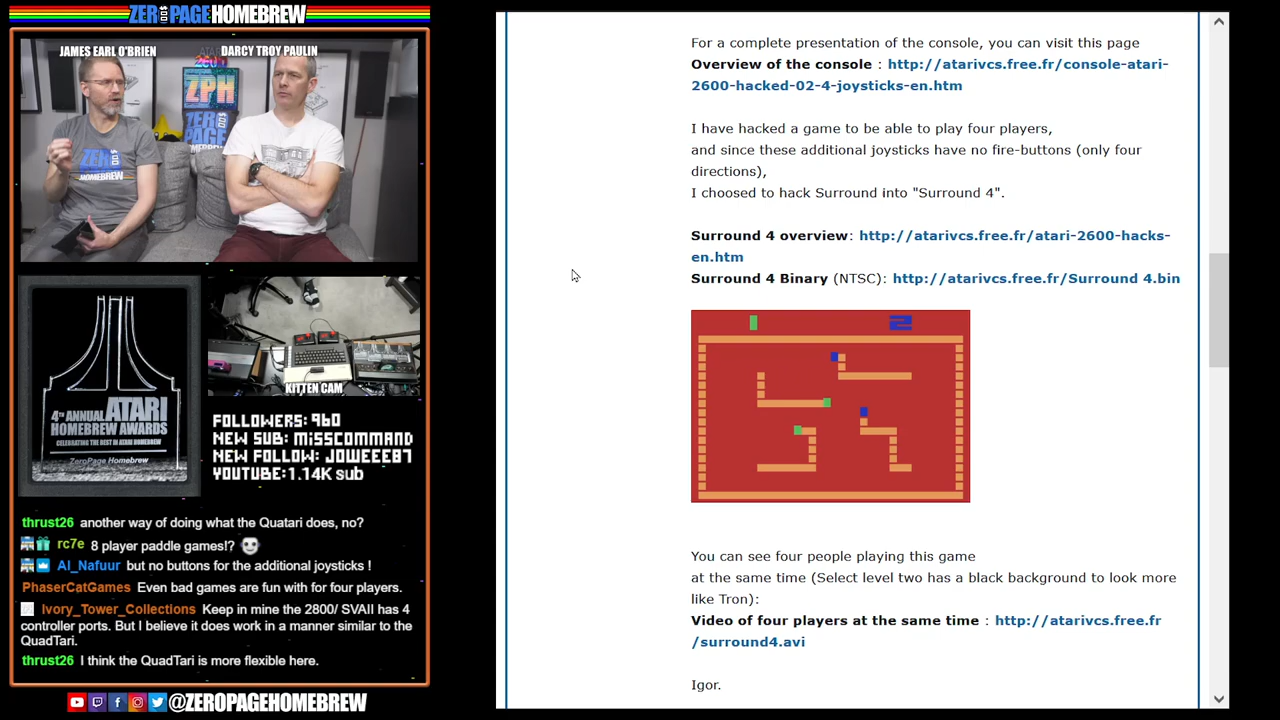 ZEROPAGE HOMEBREW
JAMES EARL O'BRIEN
DARCY TROY PAULIN
ZPH
4TH ANNUAL ATARI
HOMEBREW AWARDS
CELEBRATING THE BEST IN ATARI HOMEBREW
ZeroPage Homebrew
KITTEN CAM
FOLLOWERS: 960
NEW SUB: MISSCOMMAND
NEW FOLLOW: JOWEEE87
YOUTUBE: 1.14K sub
thrust26 another way of doing what the Quatari does, no?
rc7e 8 player paddle games!?
Al_Nafuur but no buttons for the additional joysticks !
PhaserCatGames Even bad games are fun with for four players.
Ivory_Tower_Collections Keep in mine the 2800/ SVAII has 4
controller ports. But I believe it does work in a manner similar to the
QuadTari.
thrust26 I think the QuadTari is more flexible here.
@ZEROPAGEHOMEBREW
For a complete presentation of the console, you can visit this page
Overview of the console : http://atarivcs.free.fr/console-atari-
2600-hacked-02-4-joysticks-en.htm
I have hacked a game to be able to play four players,
and since these additional joysticks have no fire-buttons (only four
directions),
I choosed to hack Surround into "Surround 4".
Surround 4 overview: http://atarivcs.free.fr/atari-2600-hacks-
en.htm
Surround 4 Binary (NTSC): http://atarivcs.free.fr/Surround 4.bin
2
You can see four people playing this game
at the same time (Select level two has a black background to look more
like Tron):
Video of four players at the same time : http://atarivcs.free.fr
/surround4.avi
Igor.